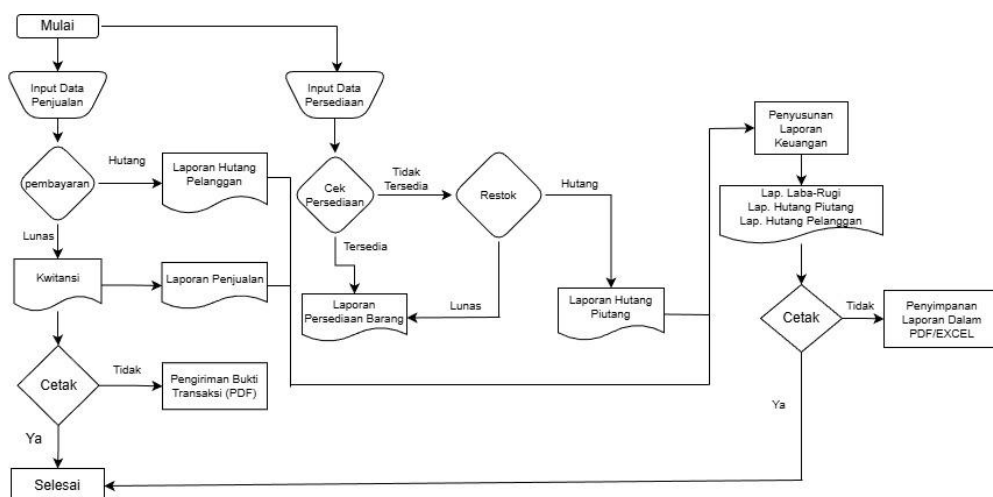 Mulai
Input Data
Penjualan
pembayaran
Hutang
Laporan Hutang
Pelanggan
Lunas
Kwitansi
Laporan Penjualan
Cetak
Tidak
Pengiriman Bukti
Transaksi (PDF)
Ya
Selesai
Input Data
Persediaan
Cek
Persediaan
Tidak
Tersedia
Restok
Hutang
Tersedia
Laporan
Persediaan Barang
Lunas
Laporan Hutang
Piutang
Penyusunan
Laporan
Keuangan
Lap. Laba-Rugi
Lap. Hutang Piutang
Lap. Hutang Pelanggan
Cetak
Tidak
Penyimpanan
Laporan Dalam
PDF/EXCEL
Ya